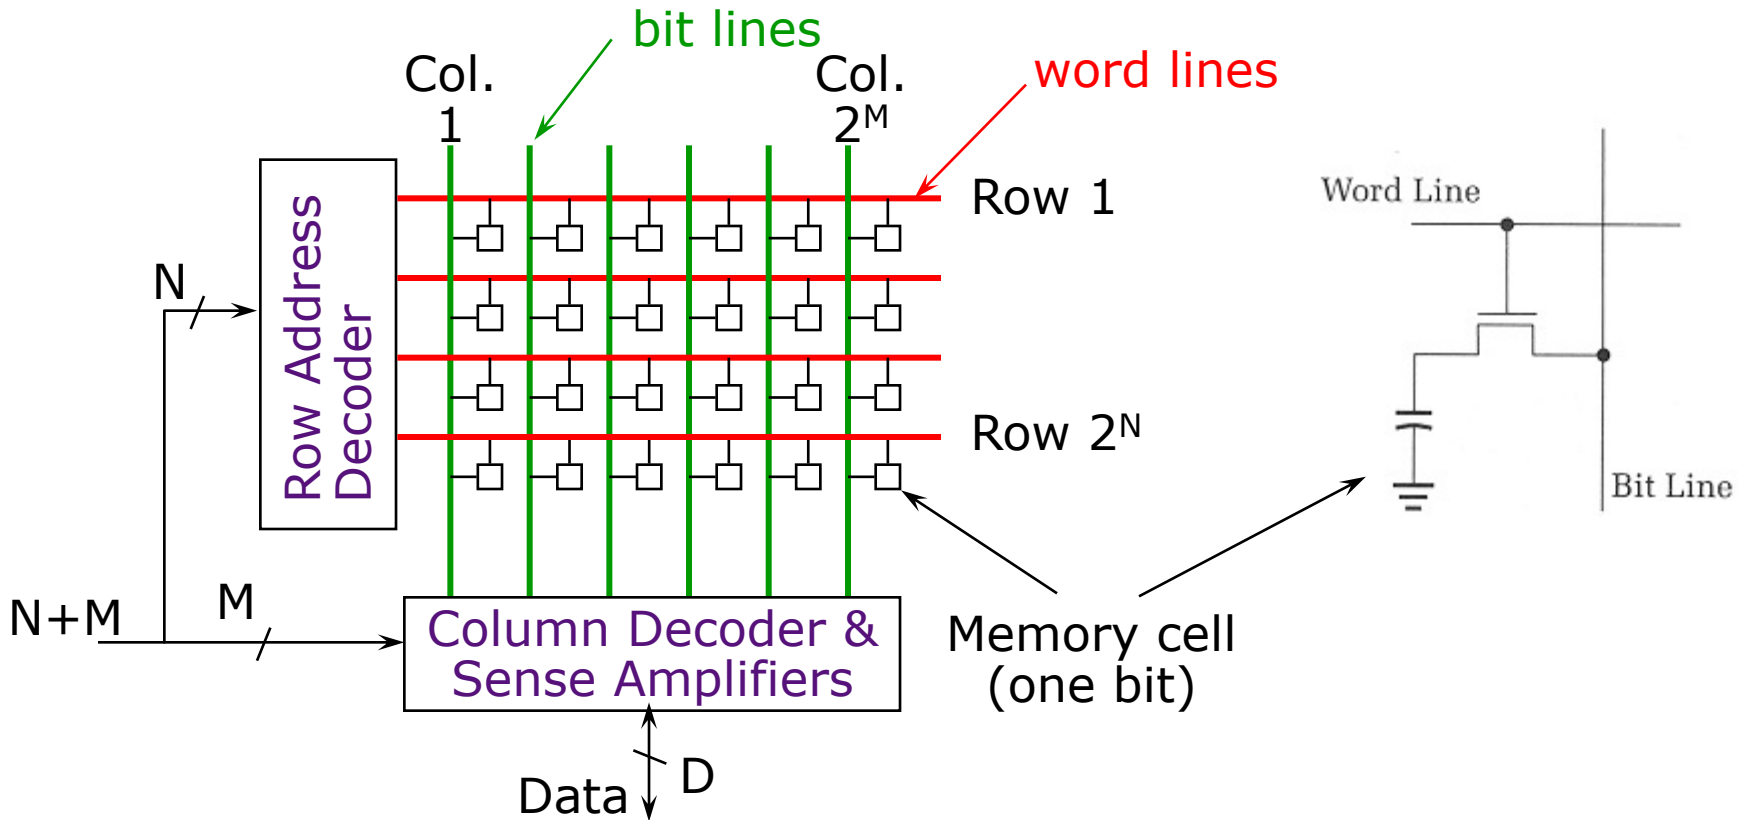 bit lines
Col.
1
Col.
2ᴹ
word lines
Row 1
Word Line
N
Row Address
Decoder
Row 2ᴺ
Bit Line
N+M
M
Column Decoder &
Sense Amplifiers
Memory cell
(one bit)
D
Data